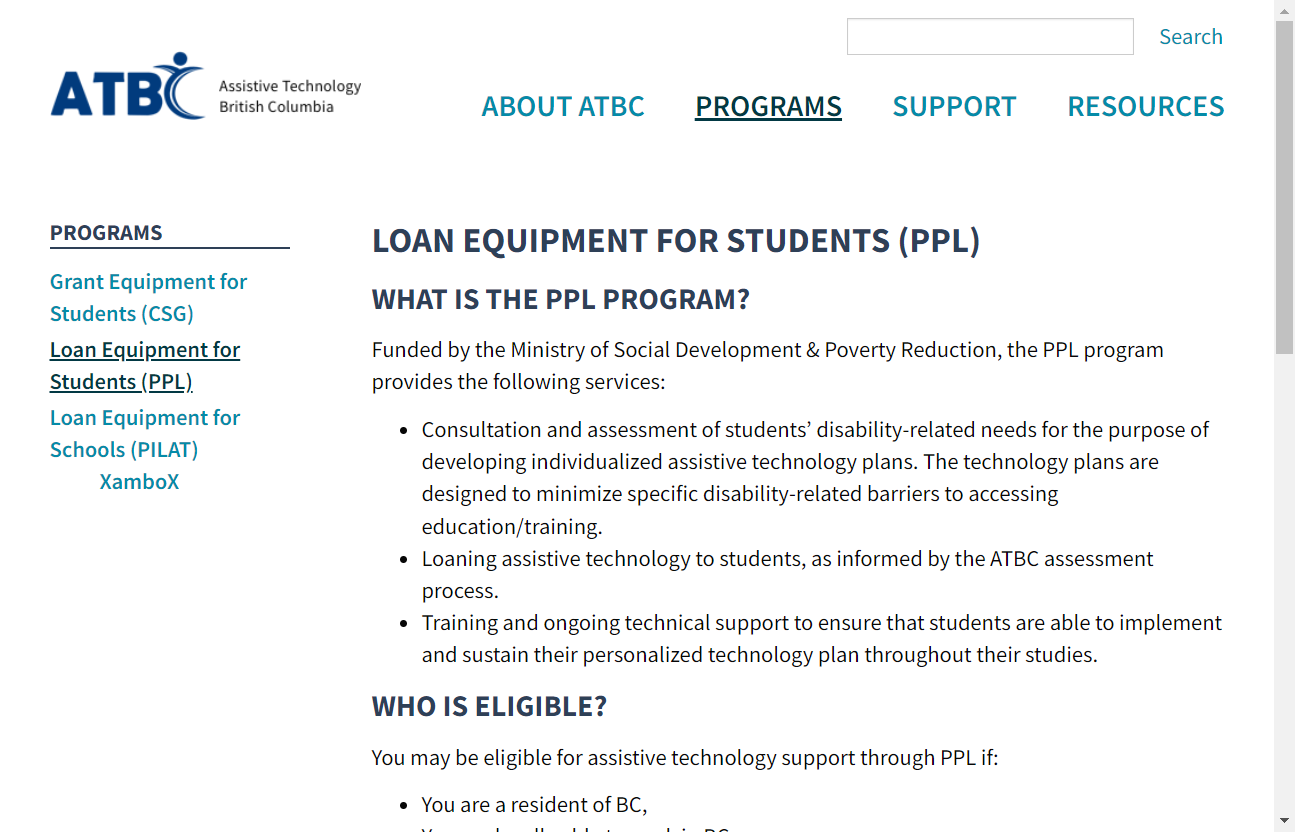 Search
ATBC
Assistive Technology
British Columbia
ABOUT ATBC
PROGRAMS
SUPPORT
RESOURCES
PROGRAMS
Grant Equipment for
Students (CSG)
Loan Equipment for
Students (PPL)
Loan Equipment for
Schools (PILAT)
XamboX
LOAN EQUIPMENT FOR STUDENTS (PPL)
WHAT IS THE PPL PROGRAM?
Funded by the Ministry of Social Development & Poverty Reduction, the PPL program
provides the following services:
• Consultation and assessment of students’ disability-related needs for the purpose of
developing individualized assistive technology plans. The technology plans are
designed to minimize specific disability-related barriers to accessing
education/training.
• Loaning assistive technology to students, as informed by the ATBC assessment
process.
• Training and ongoing technical support to ensure that students are able to implement
and sustain their personalized technology plan throughout their studies.
WHO IS ELIGIBLE?
You may be eligible for assistive technology support through PPL if:
• You are a resident of BC,